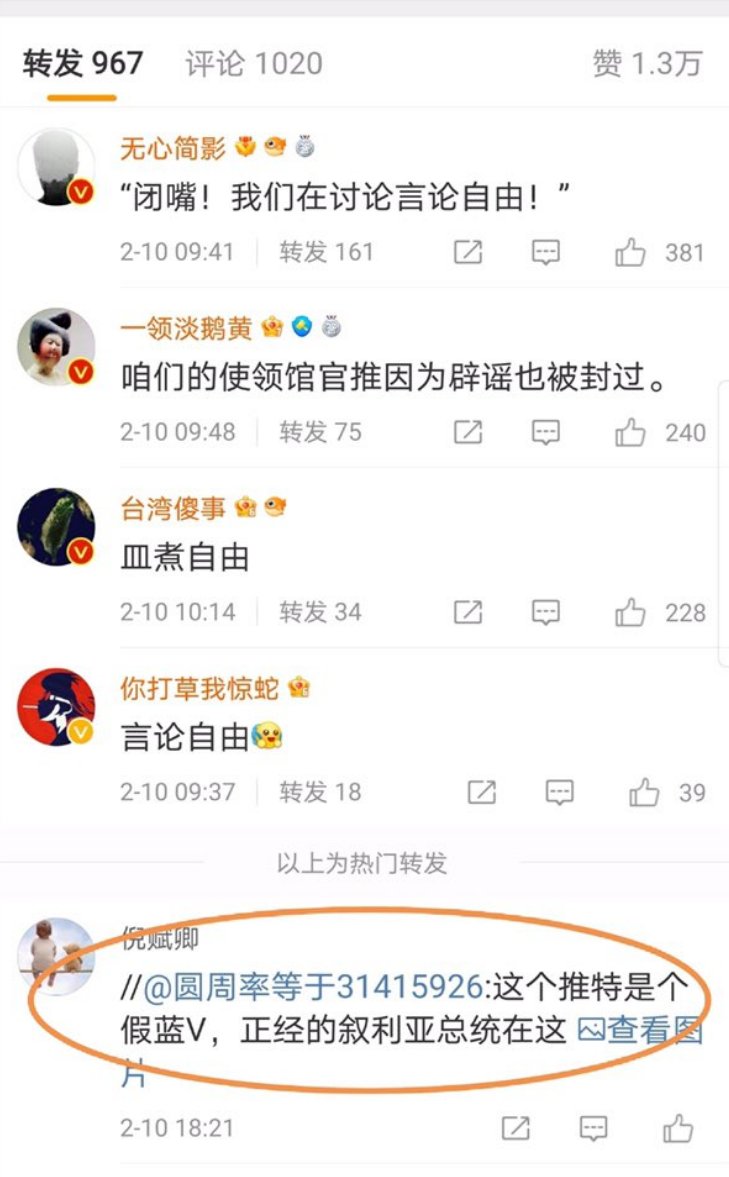 转发 967 评论 1020 赞 1.3万
无心简影
“闭嘴！我们在讨论言论自由！”
2-10 09:41 转发 161 381
一领淡鹅黄
咱们的使领馆官推因为辟谣也被封过。
2-10 09:48 转发 75 240
台湾傻事
皿煮自由
2-10 10:14 转发 34 228
你打草我惊蛇
言论自由
2-10 09:37 转发 18 39
以上为热门转发
倪赋卿
//@圆周率等于31415926:这个推特是个
假蓝V，正经的叙利亚总统在这 查看图
片
2-10 18:21